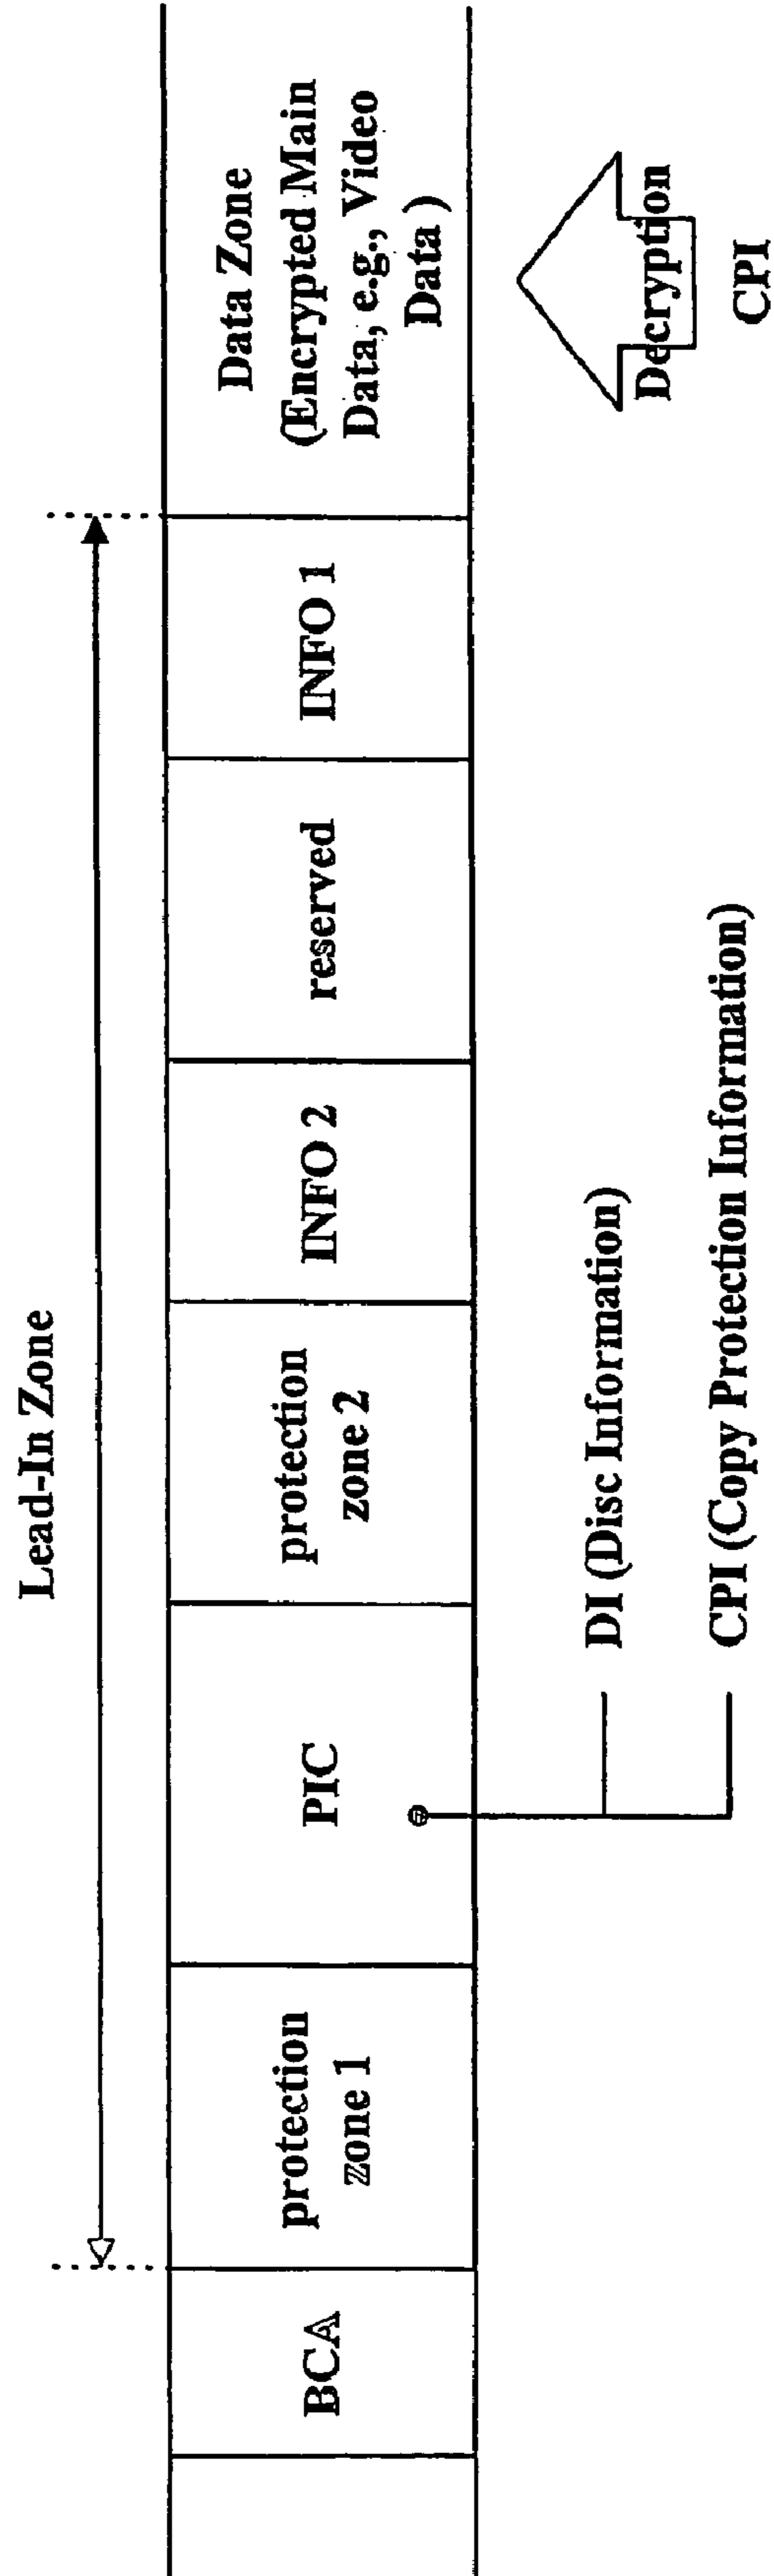 Lead-In Zone
BCA
protection
zone 1
PIC
protection
zone 2
INFO 2
reserved
INFO 1
Data Zone
(Encrypted Main
Data, e.g., Video
Data )
DI (Disc Information)
CPI (Copy Protection Information)
Decryption
CPI